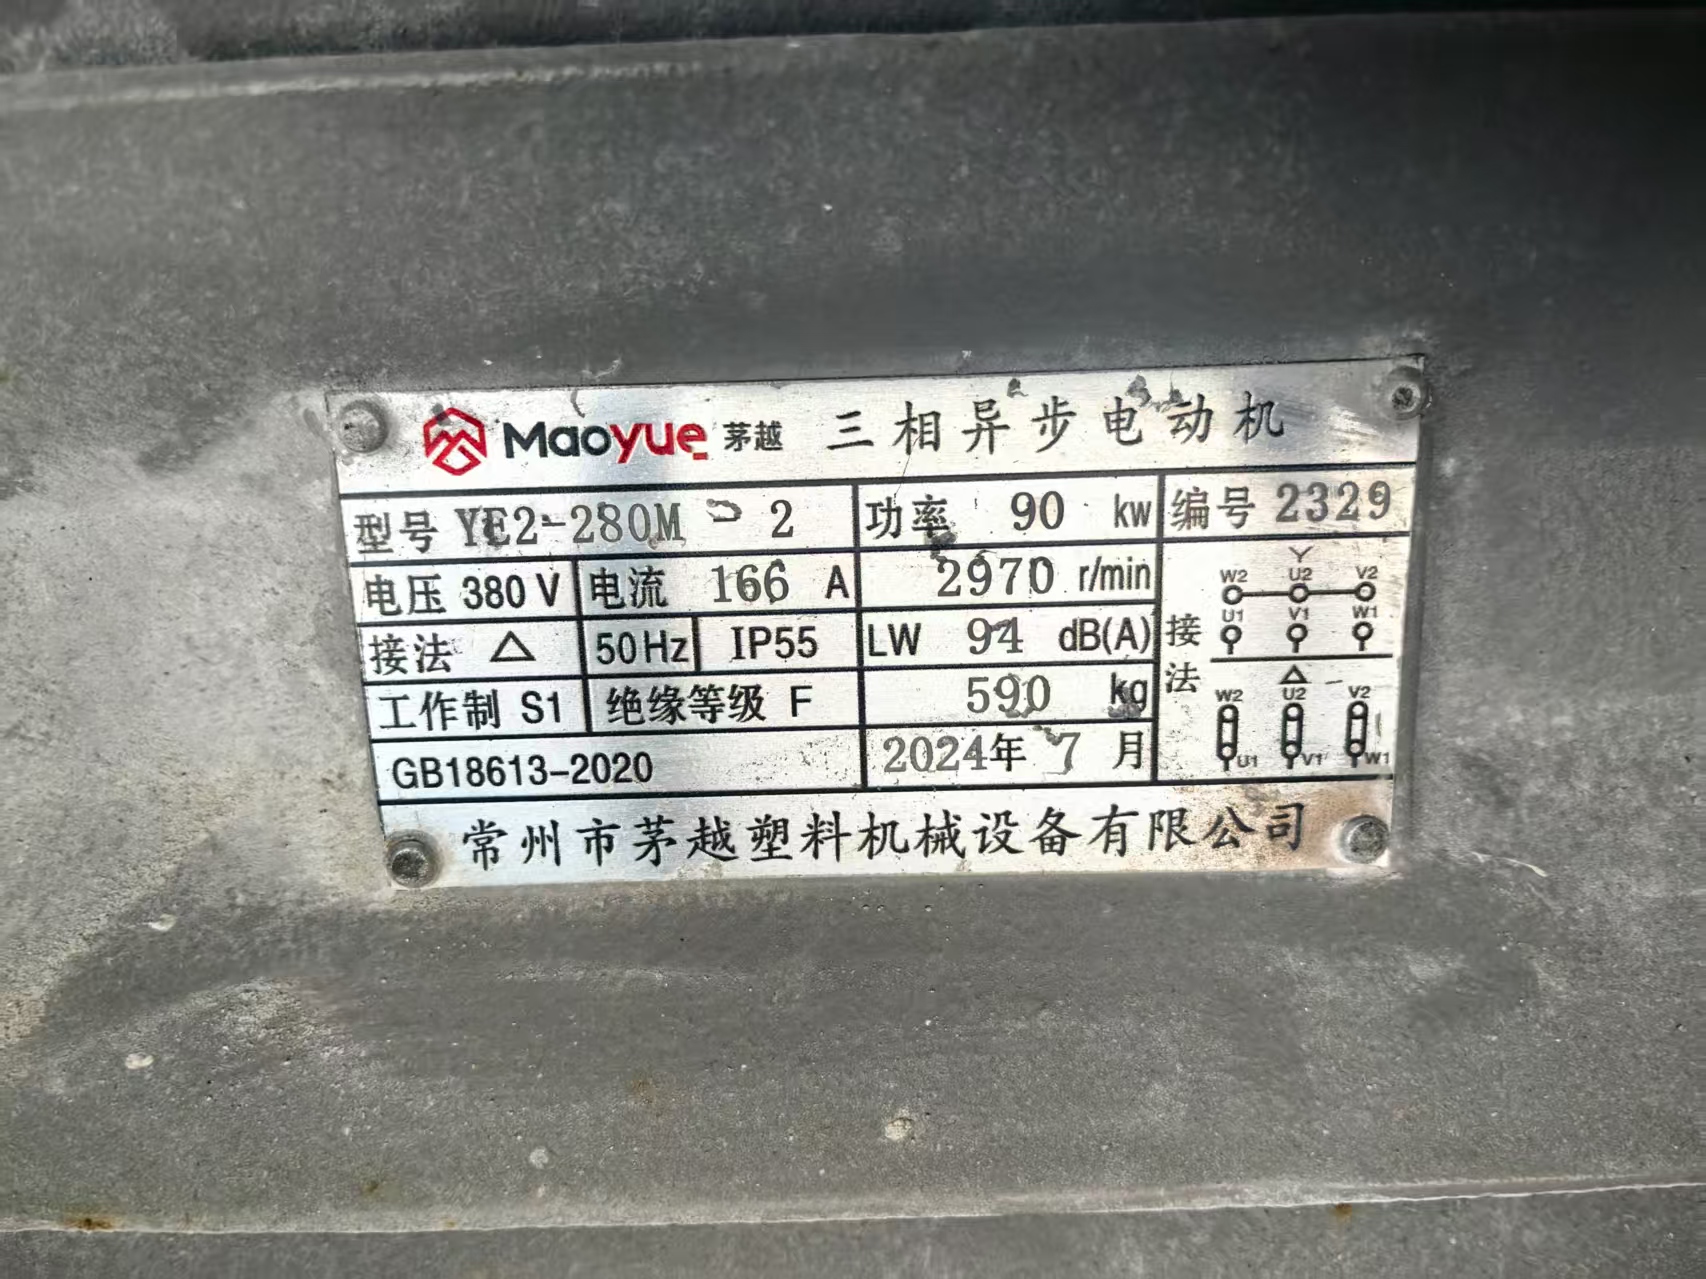 Maoyue 茅越 三相异步电动机
型号 YE2-280M - 2 功率 90 kw 编号 2329
电压 380 V 电流 166 A 2970 r/min
接法 △ 50Hz IP55 LW 94 dB(A)
工作制 S1 绝缘等级 F 590 kg
GB18613-2020 2024年 7 月
接法
Y
W2 U2 V2
U1 V1 W1
△
W2 U2 V2
U1 V1 W1
常州市茅越塑料机械设备有限公司